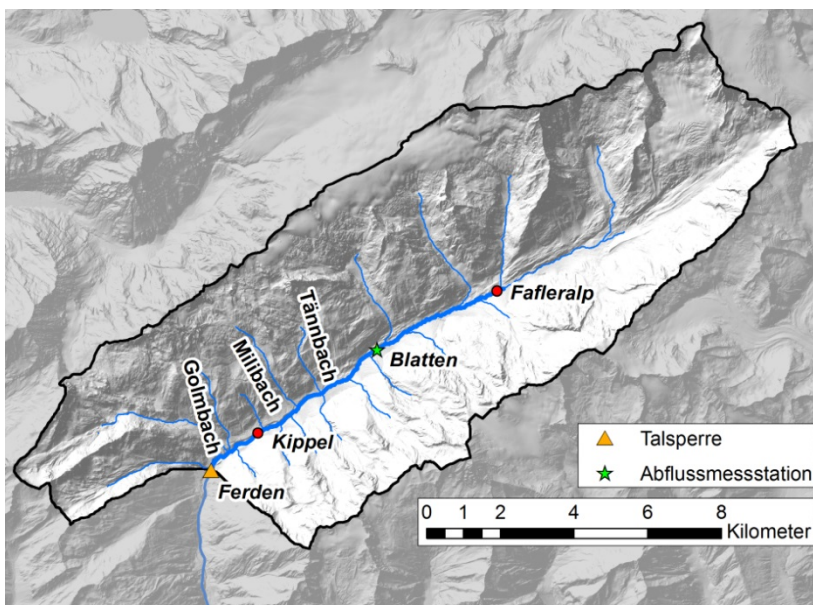 Fafleralp
Tännbach
Blatten
Milibach
Golmbach
Kippel
Ferden
Talsperre
Abflussmessstation
0 1 2 4 6 8
Kilometer